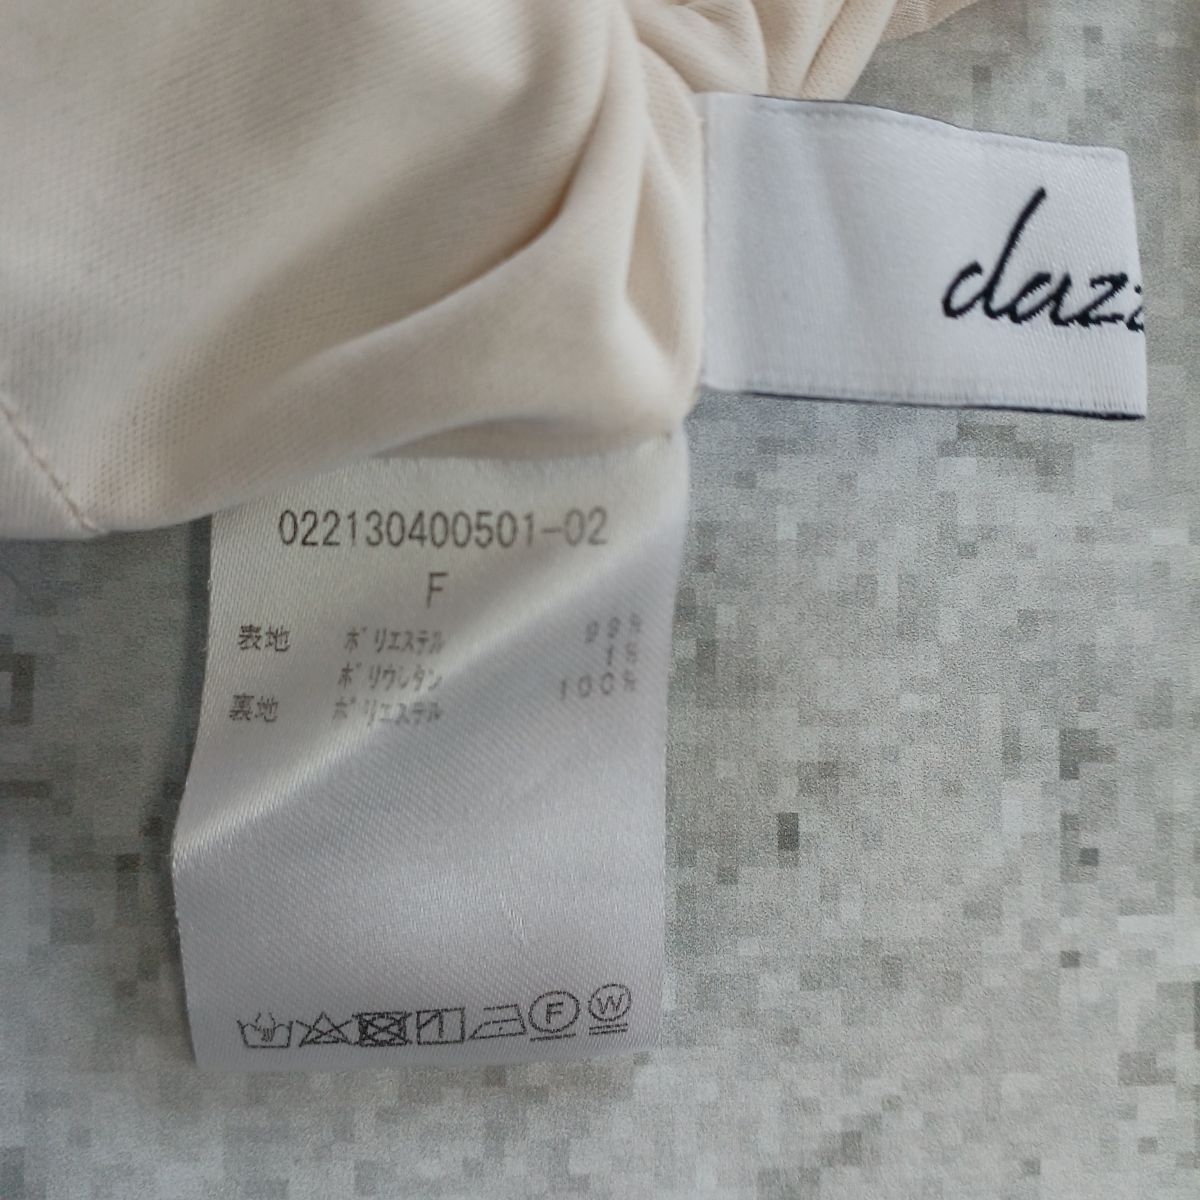 daz
022130400501-02
F
表地 ポリエステル 99%
ポリウレタン 1%
裏地 ポリエステル 100%
F W